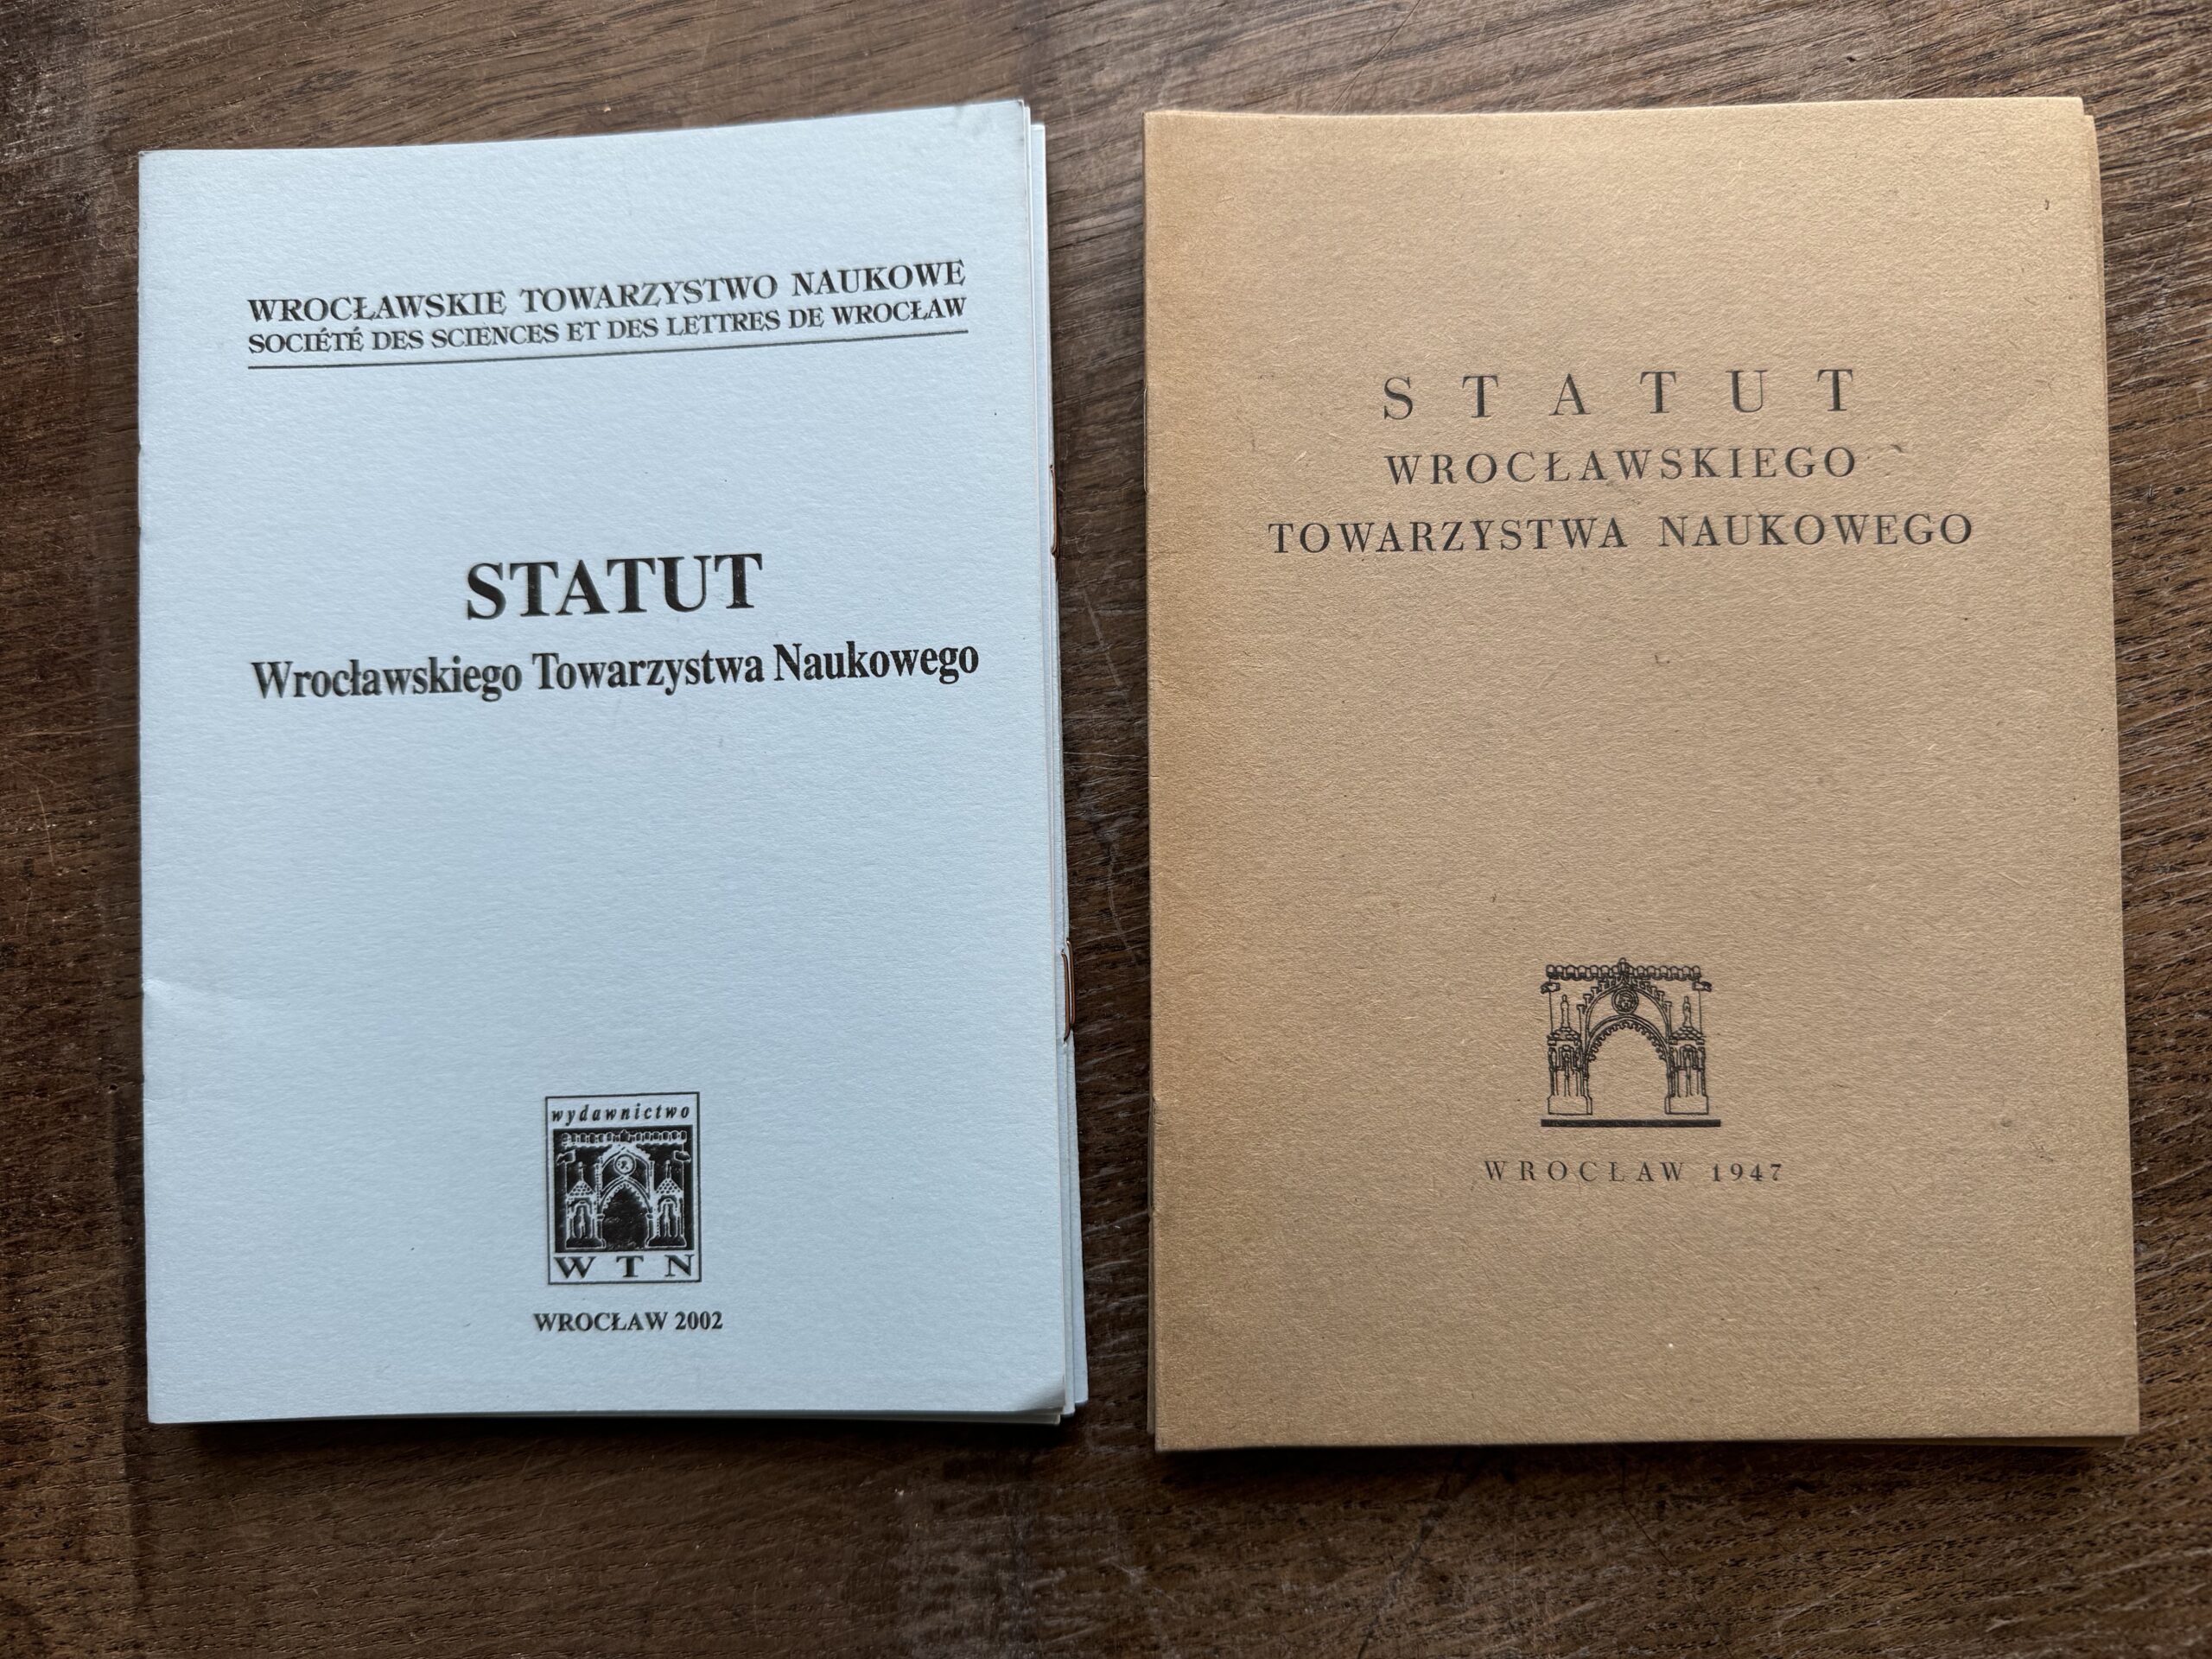 WROCŁAWSKIE TOWARZYSTWO NAUKOWE
SOCIÉTÉ DES SCIENCES ET DES LETTRES DE WROCŁAW
STATUT
Wrocławskiego Towarzystwa Naukowego
wydawnictwo
W T N
WROCŁAW 2002
STATUT
WROCŁAWSKIEGO
TOWARZYSTWA NAUKOWEGO
WROCŁAW 1947